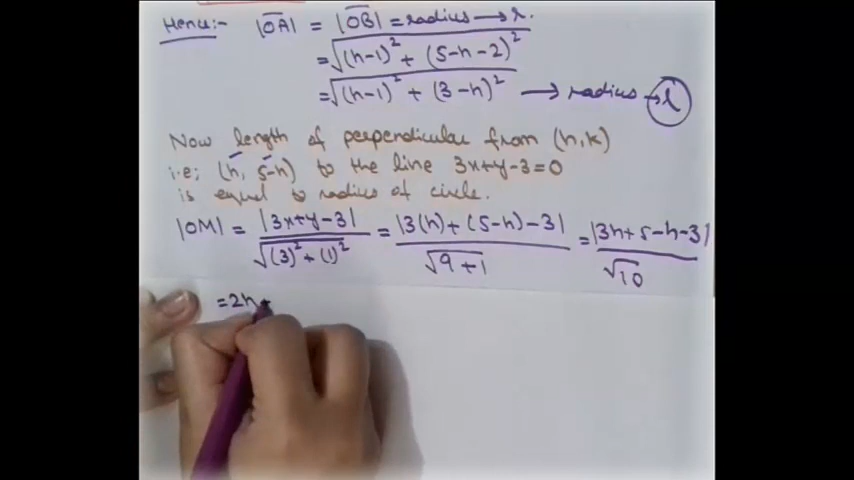 Hence:- |OA| = |OB| = radius → r.
= √(h-1)² + (5-h-2)²
= √(h-1)² + (3-h)² → radius → r
Now length of perpendicular from (h,k)
i.e; (h, 5-h) to the line 3x+y-3=0
is equal to radius of circle.
|OM| = |3x+y-3| / √(3)² + (1)² = |3(h)+(5-h)-3| / √9+1 = |3h+5-h-3| / √10
= 2h+